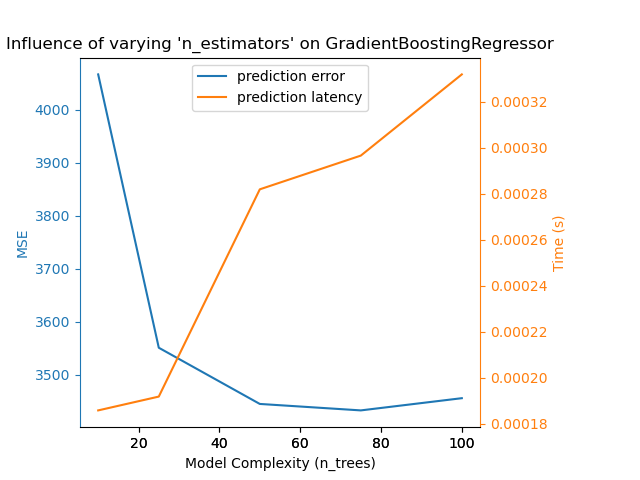 Influence of varying 'n_estimators' on GradientBoostingRegressor
prediction error
prediction latency
4000
3900
3800
3700
3600
3500
MSE
0.00032
0.00030
0.00028
0.00026
0.00024
0.00022
0.00020
0.00018
Time (s)
20 40 60 80 100
Model Complexity (n_trees)